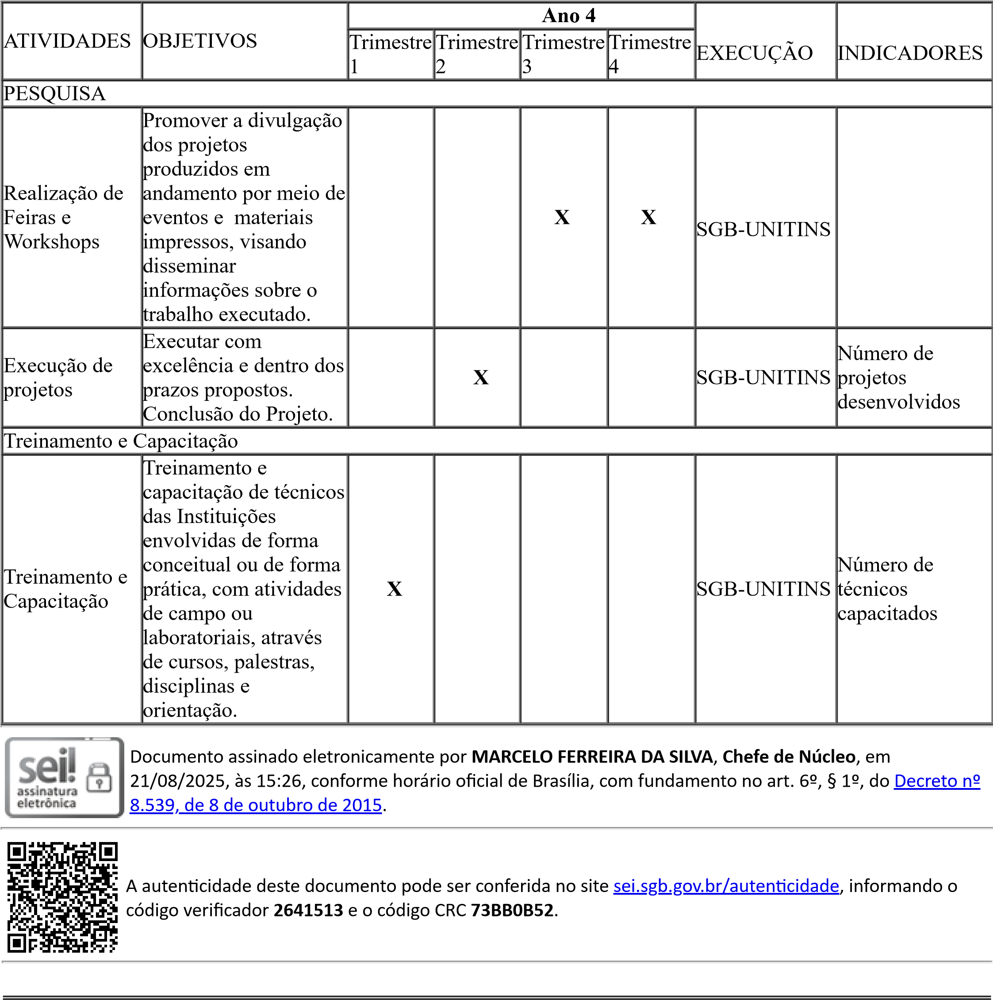 Ano 4
ATIVIDADES
OBJETIVOS
Trimestre
1
Trimestre
2
Trimestre
3
Trimestre
4
EXECUÇÃO
INDICADORES
PESQUISA
Realização de
Feiras e
Workshops
Promover a divulgação
dos projetos
produzidos em
andamento por meio de
eventos e  materiais
impressos, visando
disseminar
informações sobre o
trabalho executado.
X
X
SGB-UNITINS
Execução de
projetos
Executar com
excelência e dentro dos
prazos propostos.
Conclusão do Projeto.
X
SGB-UNITINS
Número de
projetos
desenvolvidos
Treinamento e Capacitação
Treinamento e
Capacitação
Treinamento e
capacitação de técnicos
das Instituições
envolvidas de forma
conceitual ou de forma
prática, com atividades
de campo ou
laboratoriais, através
de cursos, palestras,
disciplinas e
orientação.
X
SGB-UNITINS
Número de
técnicos
capacitados
sei!
assinatura
eletrônica
Documento assinado eletronicamente por MARCELO FERREIRA DA SILVA, Chefe de Núcleo, em
21/08/2025, às 15:26, conforme horário oficial de Brasília, com fundamento no art. 6º, § 1º, do Decreto nº
8.539, de 8 de outubro de 2015.
A autenticidade deste documento pode ser conferida no site sei.sgb.gov.br/autenticidade, informando o
código verificador 2641513 e o código CRC 73BB0B52.